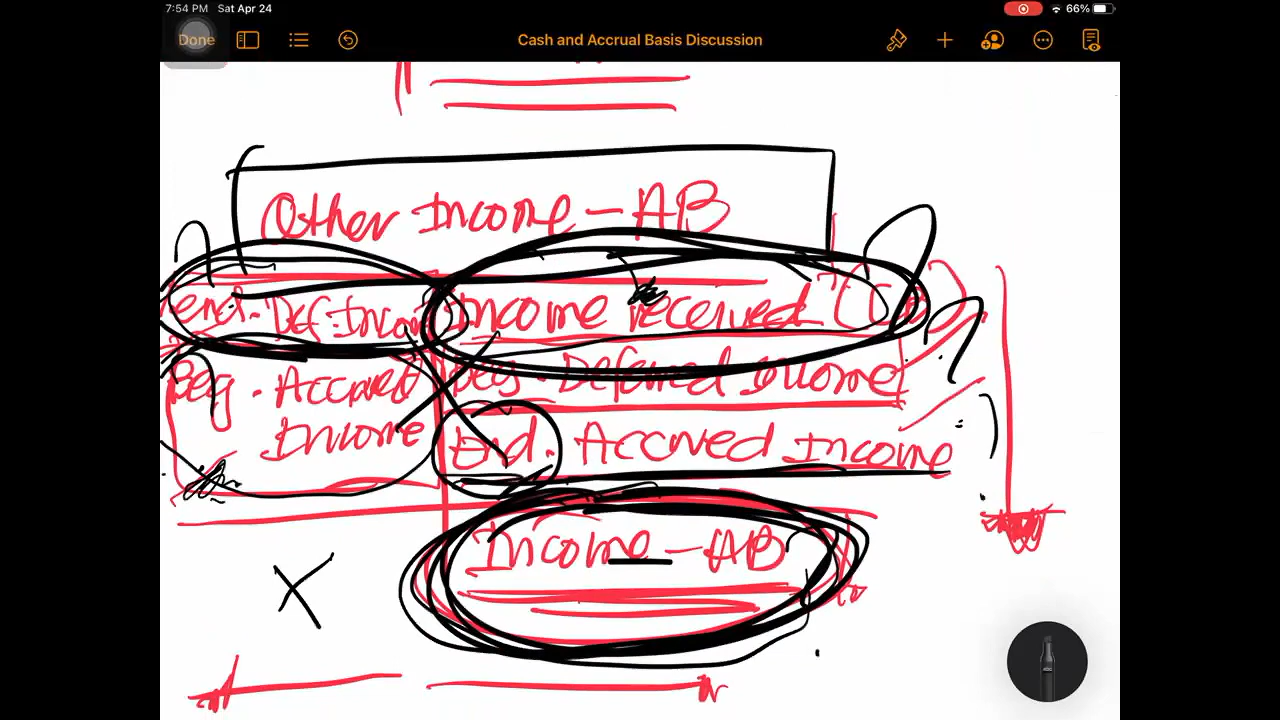 7:54 PM Sat Apr 24
66%
Done
Cash and Accrual Basis Discussion
Other Income - AB
end. Def. Incom
Income received
Beg. Accrued
Income
Beg. Deferred Income
End. Accrued Income
Income - AB